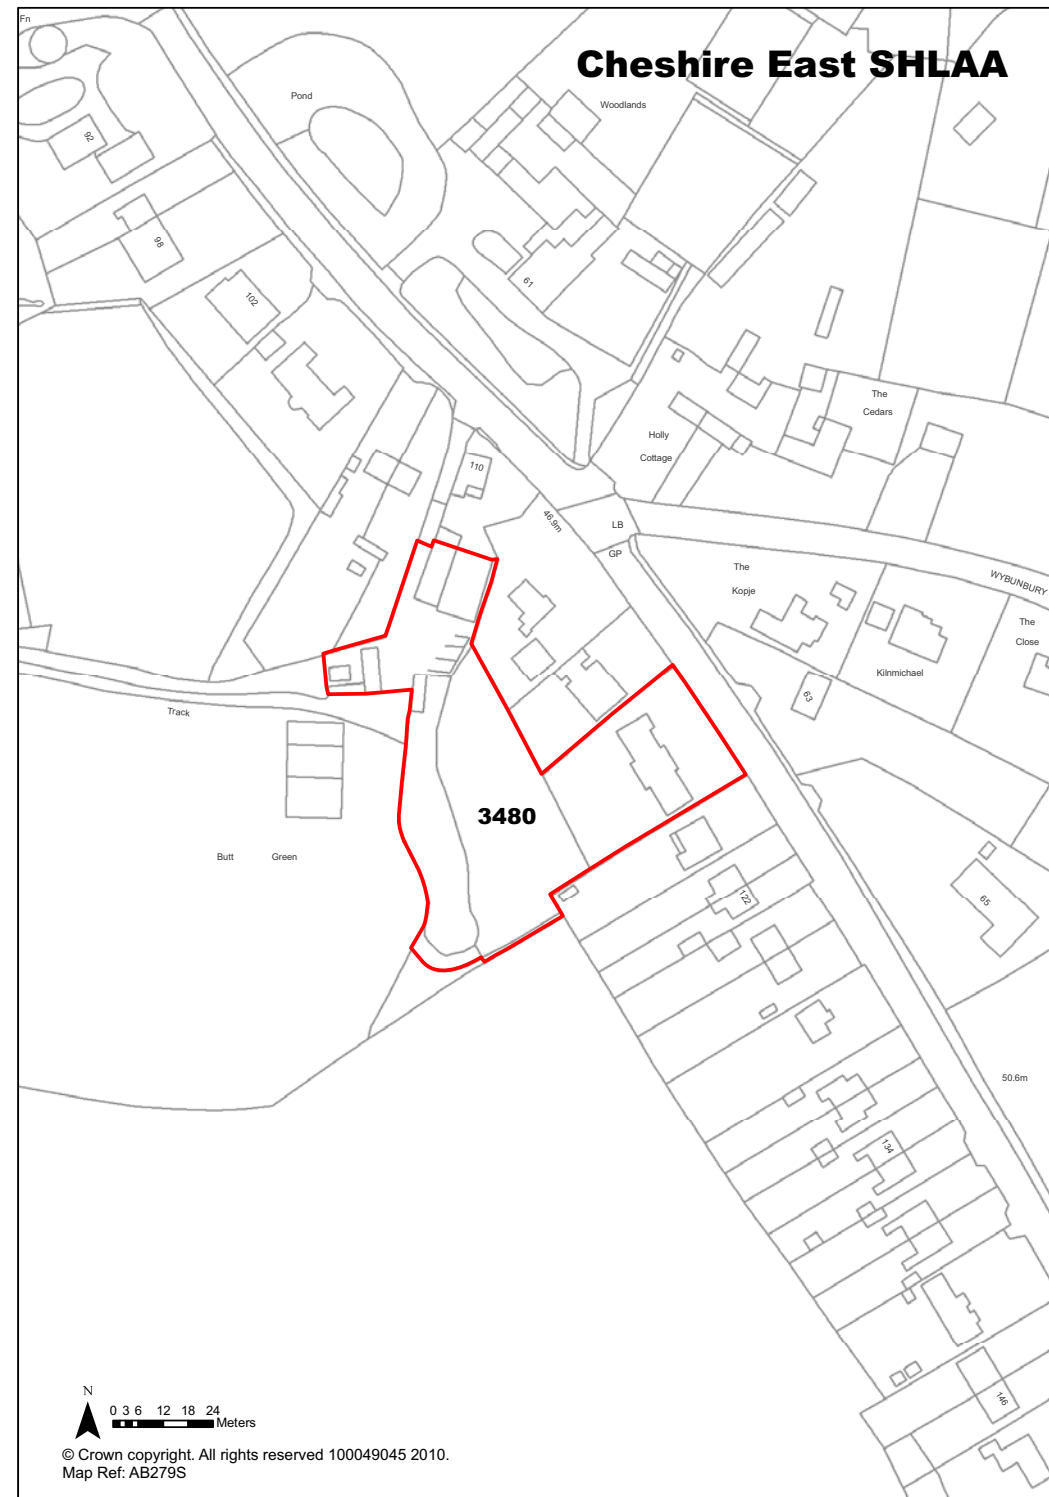 Fn
Cheshire East SHLAA
Pond
Woodlands
92
98
102
61
The
Cedars
Holly
Cottage
110
46.9m
LB
GP
The
Kopje
WYBUNBURY
The
Close
Kilnmichael
63
Track
3480
Butt Green
122
65
50.6m
134
146
N
0 3 6 12 18 24
Meters
© Crown copyright. All rights reserved 100049045 2010.
Map Ref: AB279S